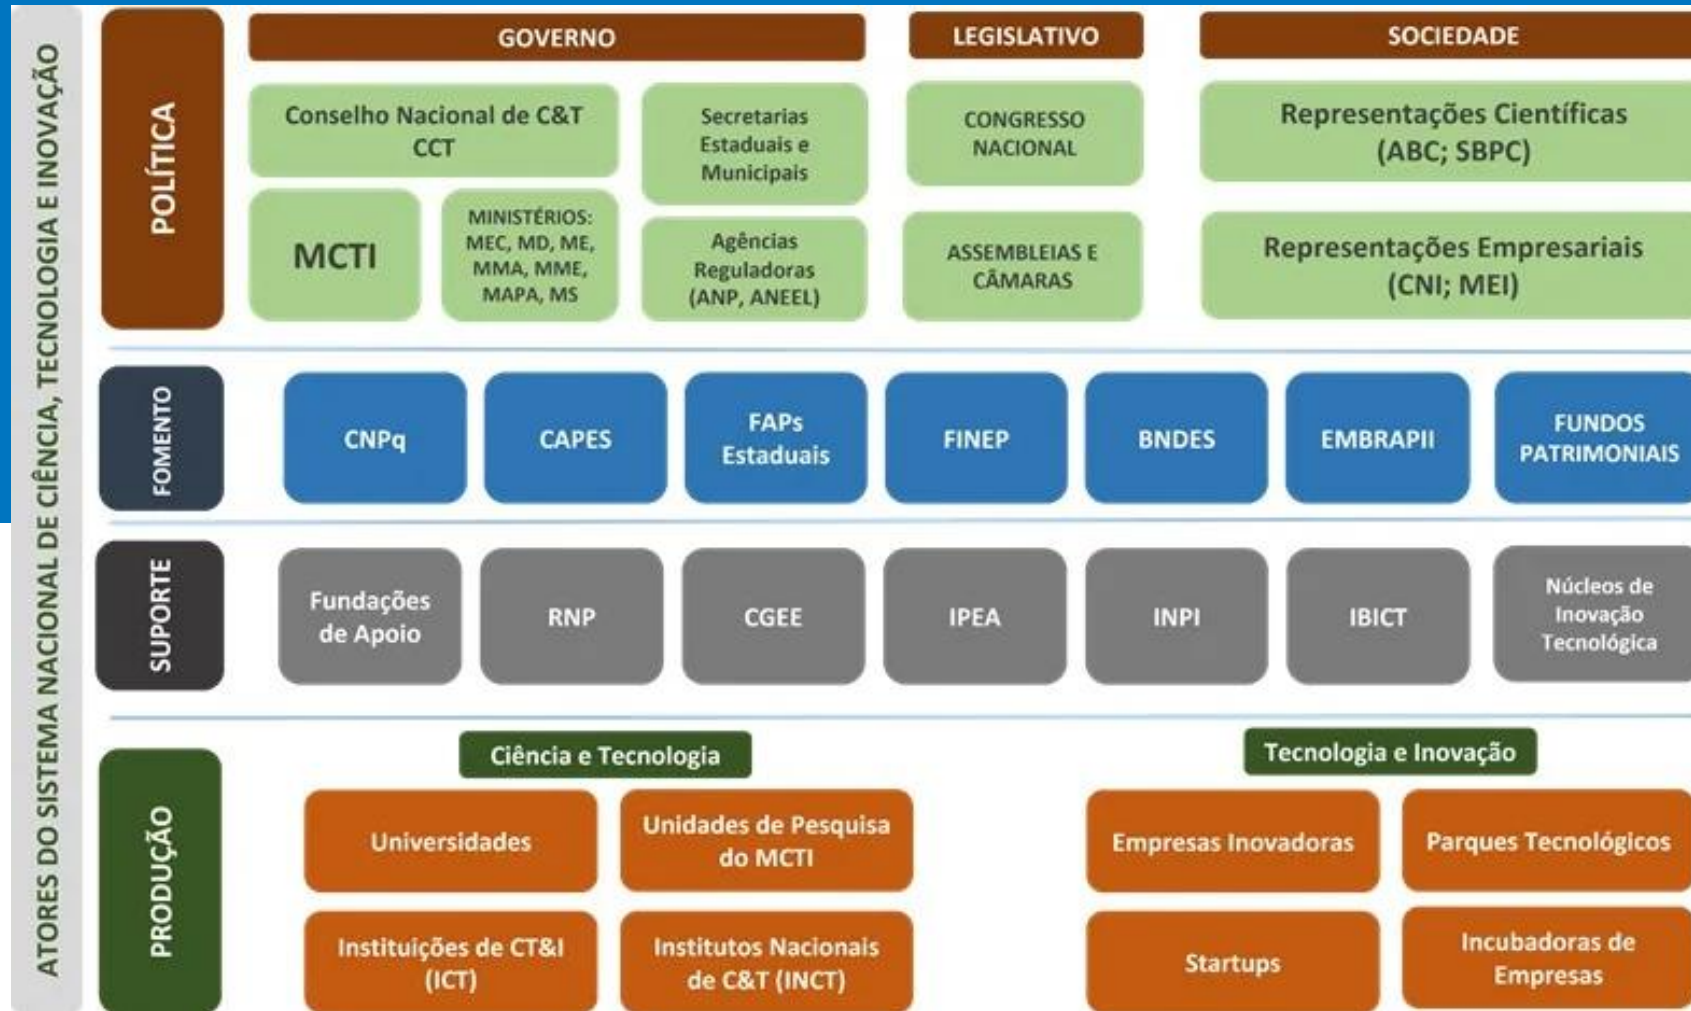 ATORES DO SISTEMA NACIONAL DE CIÊNCIA, TECNOLOGIA E INOVAÇÃO
POLÍTICA
GOVERNO
Conselho Nacional de C&T
CCT
Secretarias
Estaduais e
Municipais
MCTI
MINISTÉRIOS:
MEC, MD, ME,
MMA, MME,
MAPA, MS
Agências
Reguladoras
(ANP, ANEEL)
LEGISLATIVO
CONGRESSO
NACIONAL
ASSEMBLEIAS E
CÂMARAS
SOCIEDADE
Representações Científicas
(ABC; SBPC)
Representações Empresariais
(CNI; MEI)
FOMENTO
CNPq
CAPES
FAPs
Estaduais
FINEP
BNDES
EMBRAPII
FUNDOS
PATRIMONIAIS
SUPORTE
Fundações
de Apoio
RNP
CGEE
IPEA
INPI
IBICT
Núcleos de
Inovação
Tecnológica
PRODUÇÃO
Ciência e Tecnologia
Universidades
Unidades de Pesquisa
do MCTI
Instituições de CT&I
(ICT)
Institutos Nacionais
de C&T (INCT)
Tecnologia e Inovação
Empresas Inovadoras
Parques Tecnológicos
Startups
Incubadoras de
Empresas